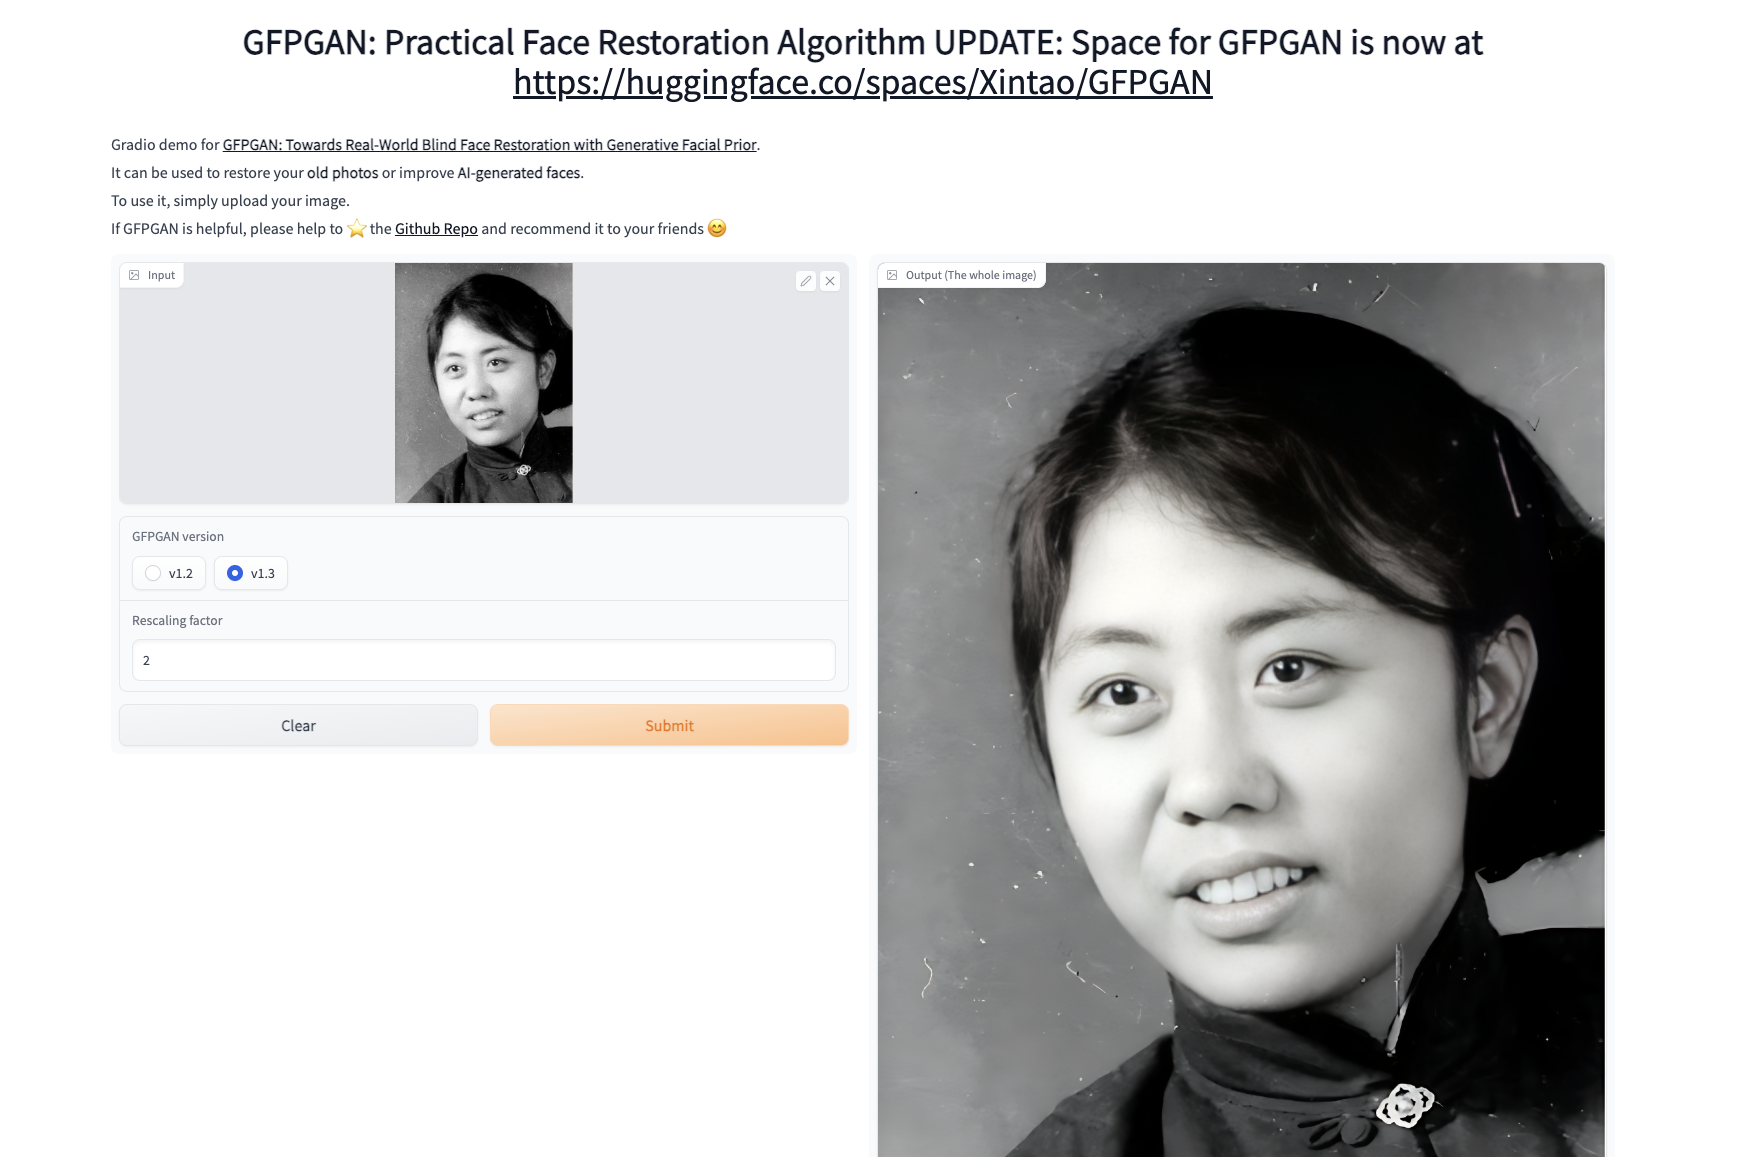 GFPGAN: Practical Face Restoration Algorithm UPDATE: Space for GFPGAN is now at
https://huggingface.co/spaces/Xintao/GFPGAN
Gradio demo for GFPGAN: Towards Real-World Blind Face Restoration with Generative Facial Prior.
It can be used to restore your old photos or improve AI-generated faces.
To use it, simply upload your image.
If GFPGAN is helpful, please help to ⭐ the Github Repo and recommend it to your friends 😊
Input
GFPGAN version
v1.2
v1.3
Rescaling factor
2
Clear
Submit
Output (The whole image)